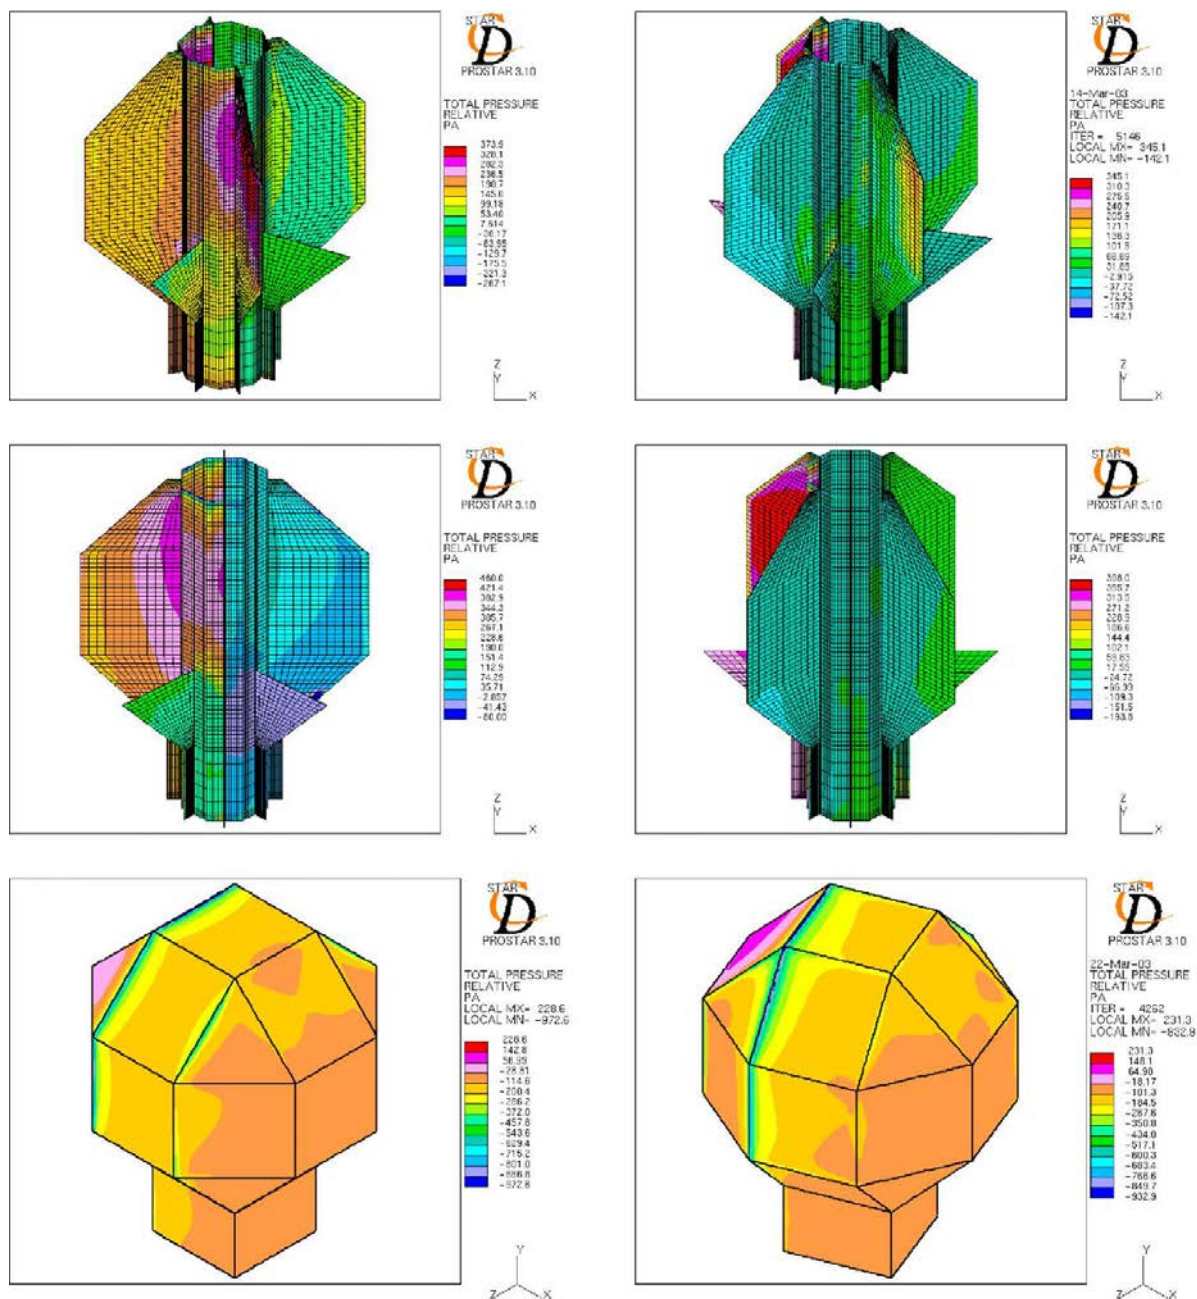 STAR
CD
PROSTAR 3.10
TOTAL PRESSURE
RELATIVE
PA
373.9
328.1
282.3
236.5
190.7
145.0
99.18
53.40
7.614
-38.17
-83.95
-129.7
-175.5
-221.3
-267.1
Z
Y
X
STAR
CD
PROSTAR 3.10
14-Mar-03
TOTAL PRESSURE
RELATIVE
PA
ITER = 5146
LOCAL MX= 345.1
LOCAL MN= -142.1
345.1
310.3
275.5
240.7
205.9
171.1
136.3
101.5
66.69
31.89
-2.915
-37.72
-72.52
-107.3
-142.1
Z
Y
X
STAR
CD
PROSTAR 3.10
TOTAL PRESSURE
RELATIVE
PA
460.0
421.4
382.9
344.3
305.7
267.1
228.6
190.0
151.4
112.9
74.29
35.71
-2.857
-41.43
-80.00
Z
Y
X
STAR
CD
PROSTAR 3.10
TOTAL PRESSURE
RELATIVE
PA
398.0
355.7
313.5
271.2
228.9
186.6
144.4
102.1
59.83
17.55
-24.72
-66.99
-109.3
-151.5
-193.8
Z
Y
X
STAR
CD
PROSTAR 3.10
TOTAL PRESSURE
RELATIVE
PA
LOCAL MX= 228.6
LOCAL MN= -972.6
228.6
142.8
56.99
-28.81
-114.6
-200.4
-286.2
-372.0
-457.8
-543.6
-629.4
-715.2
-801.0
-886.8
-972.6
Y
Z
X
STAR
CD
PROSTAR 3.10
22-Mar-03
TOTAL PRESSURE
RELATIVE
PA
ITER = 4262
LOCAL MX= 231.3
LOCAL MN= -932.9
231.3
148.1
64.98
-18.17
-101.3
-184.5
-267.6
-350.8
-434.0
-517.1
-600.3
-683.4
-766.6
-849.7
-932.9
Y
Z
X